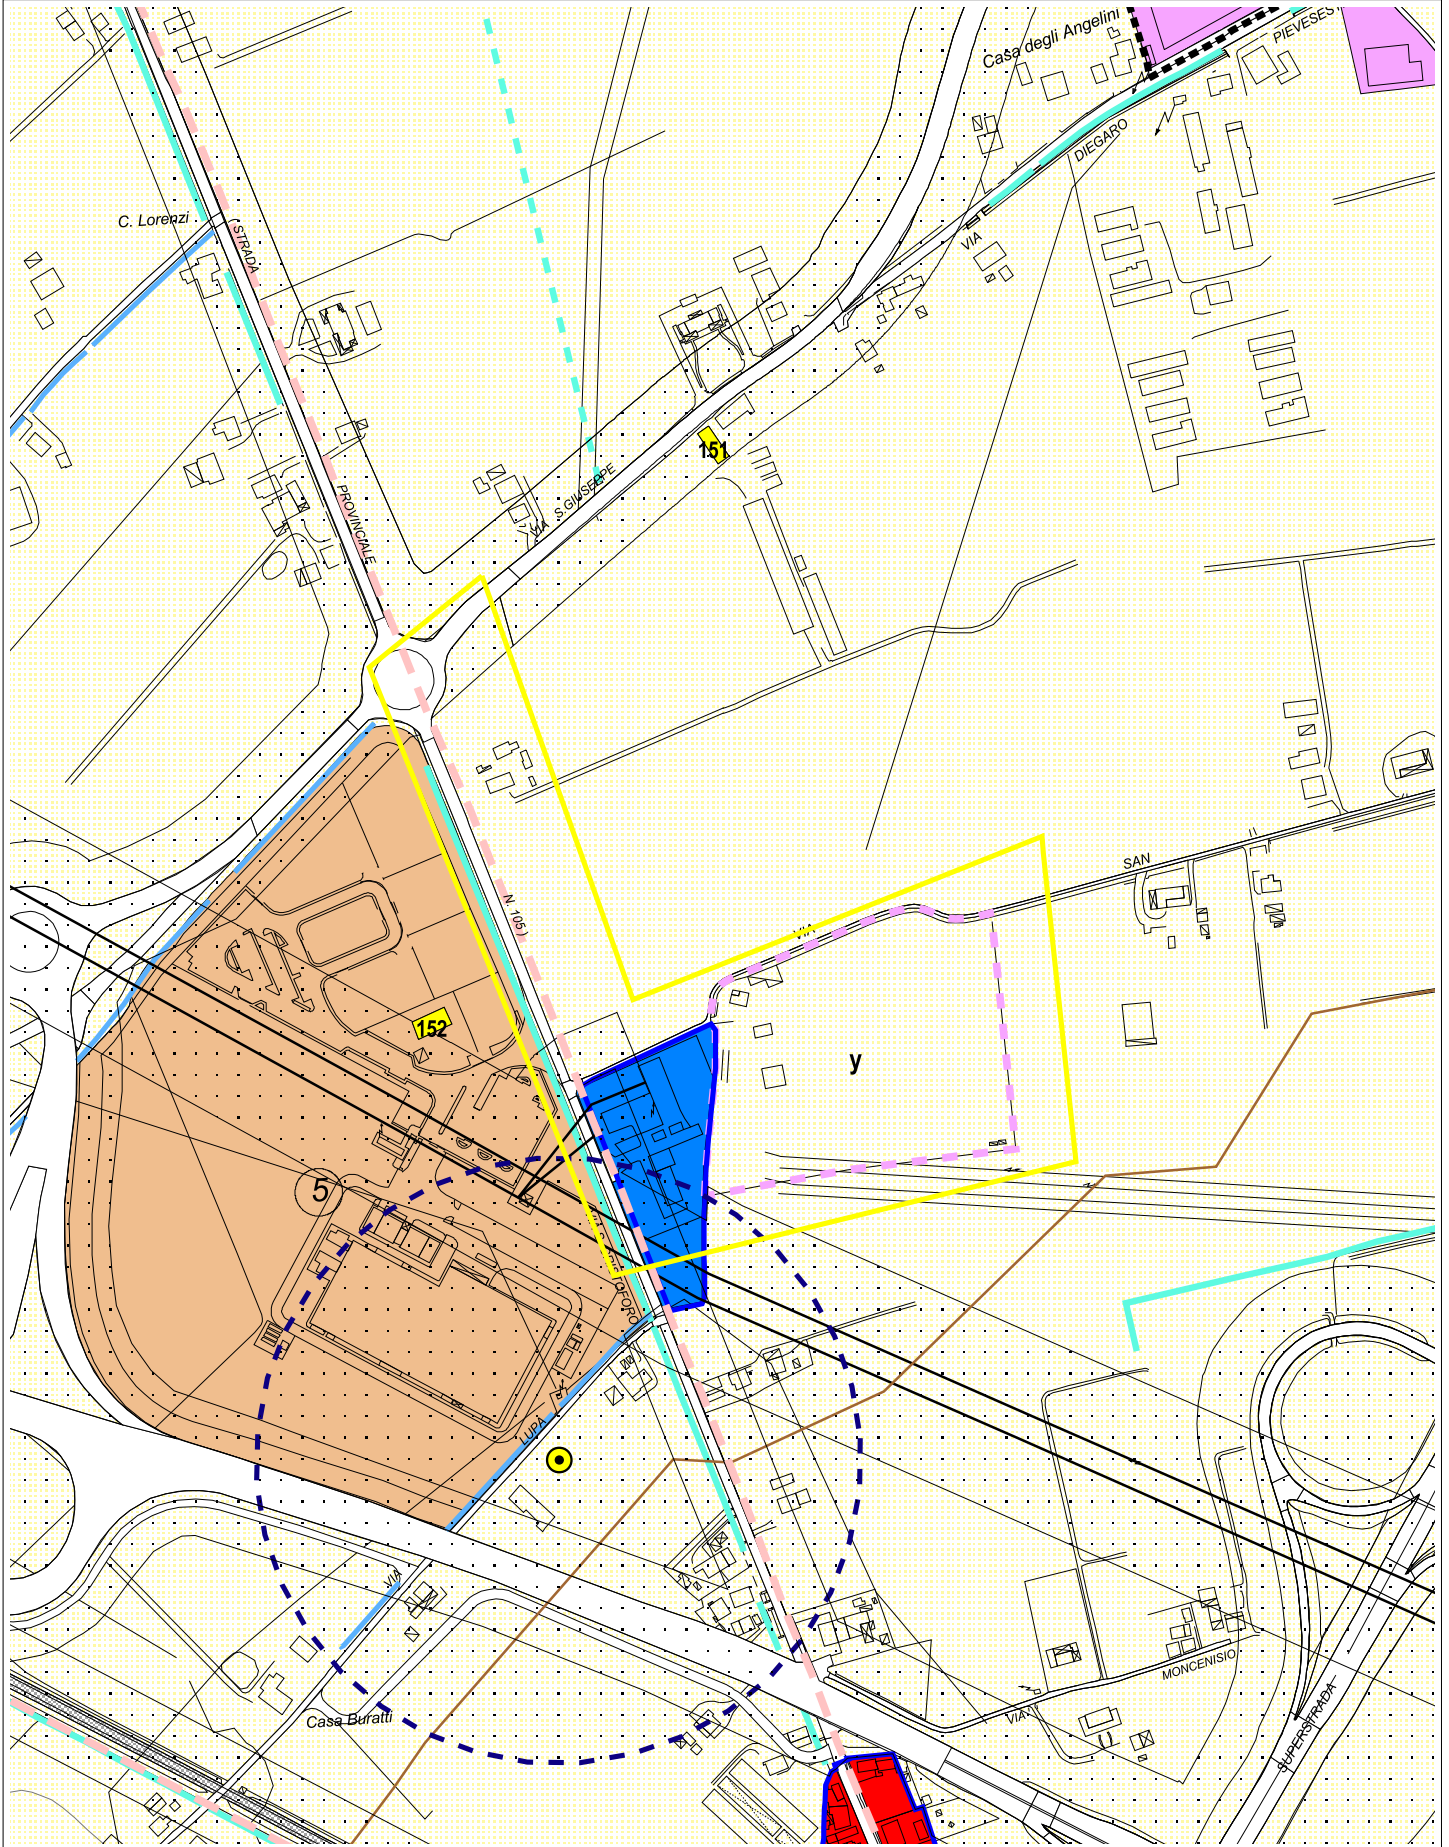 Casa degli Angelini
PIEVESES
DIEGARO
VIA
C. Lorenzi
STRADA
151
VIA S.GIUSEPPE
PROVINCIALE
SAN
N. 105 )
VIA
152
y
5
LUPA
VIA
Casa Buratti
VIA
MONCENISIO
SUPERSTRADA